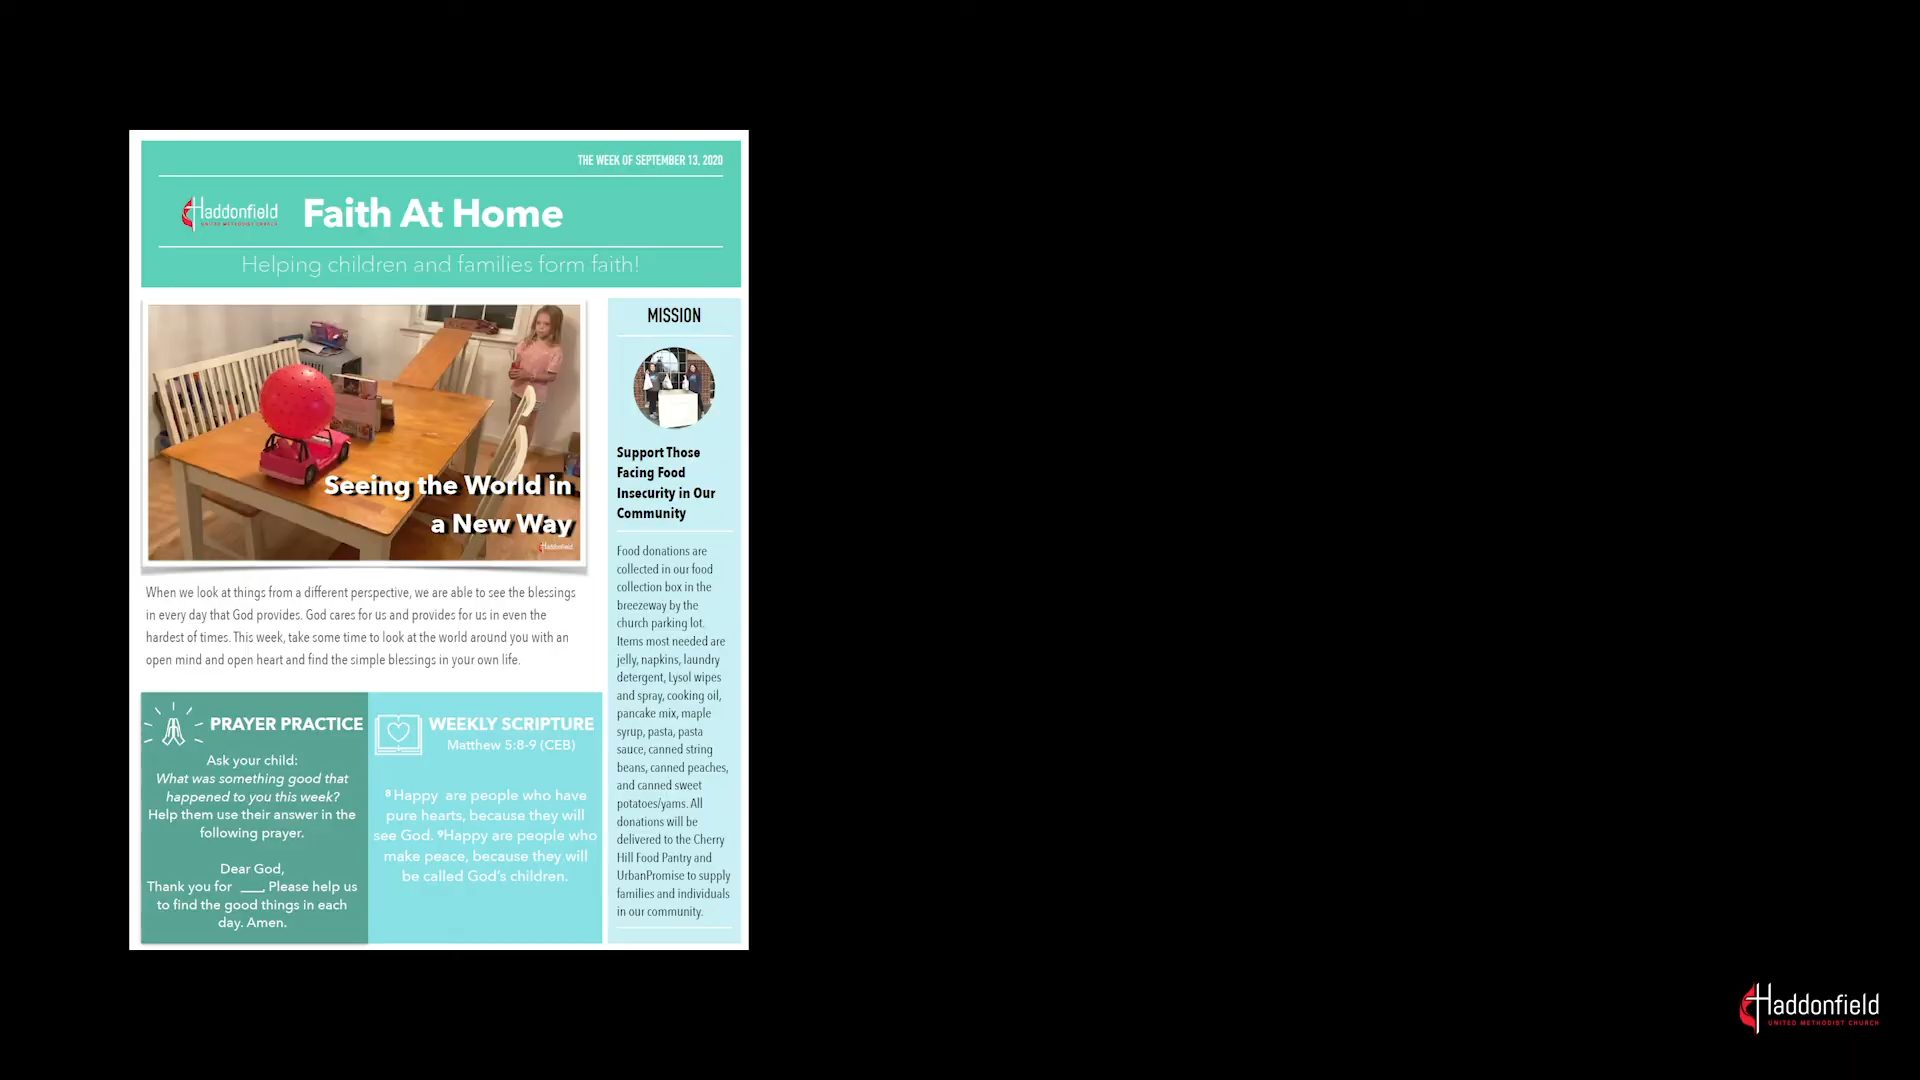 THE WEEK OF SEPTEMBER 13, 2020
Haddonfield
UNITED METHODIST CHURCH
Faith At Home
Helping children and families form faith!
Seeing the World in
a New Way
Haddonfield
When we look at things from a different perspective, we are able to see the blessings
in every day that God provides. God cares for us and provides for us in even the
hardest of times. This week, take some time to look at the world around you with an
open mind and open heart and find the simple blessings in your own life.
PRAYER PRACTICE
Ask your child:
What was something good that
happened to you this week?
Help them use their answer in the
following prayer.
Dear God,
Thank you for ___. Please help us
to find the good things in each
day. Amen.
WEEKLY SCRIPTURE
Matthew 5:8-9 (CEB)
8 Happy are people who have
pure hearts, because they will
see God. 9Happy are people who
make peace, because they will
be called God's children.
MISSION
Support Those
Facing Food
Insecurity in Our
Community
Food donations are
collected in our food
collection box in the
breezeway by the
church parking lot.
Items most needed are
jelly, napkins, laundry
detergent, Lysol wipes
and spray, cooking oil,
pancake mix, maple
syrup, pasta, pasta
sauce, canned string
beans, canned peaches,
and canned sweet
potatoes/yams. All
donations will be
delivered to the Cherry
Hill Food Pantry and
UrbanPromise to supply
families and individuals
in our community.
Haddonfield
UNITED METHODIST CHURCH